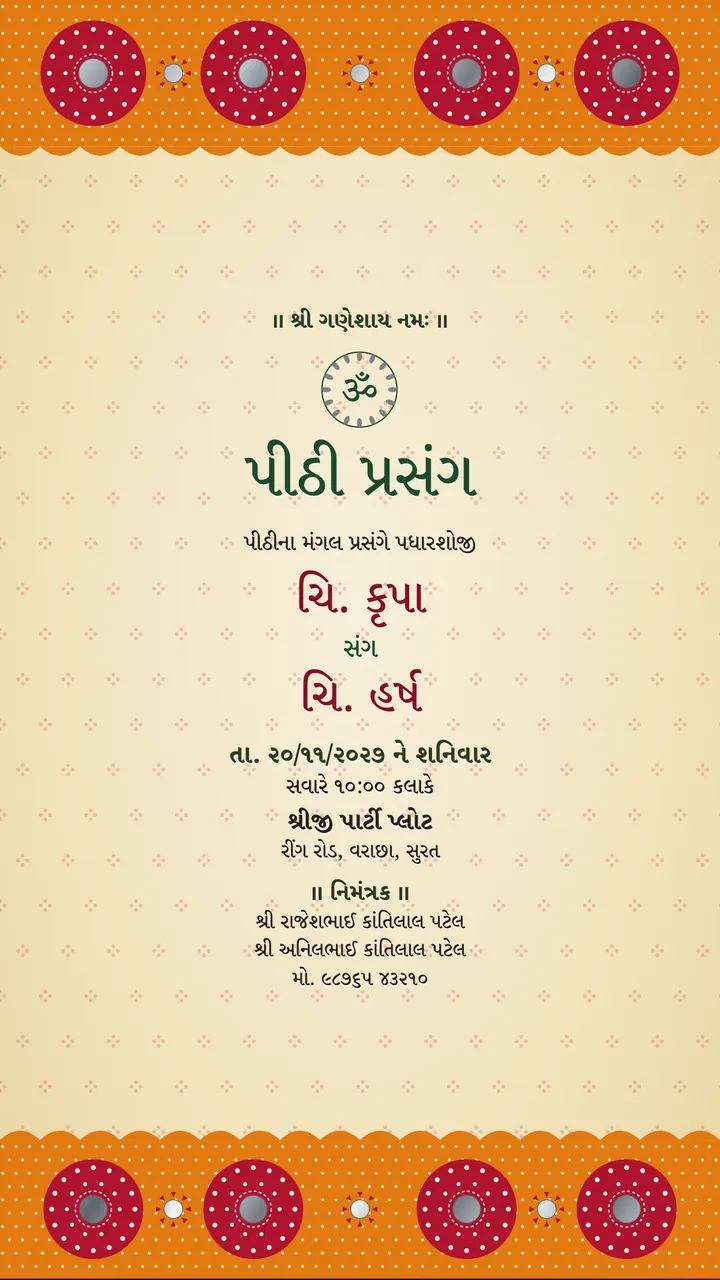 ॥ શ્રી ગણેશાય નમઃ ॥
ૐ
પીઠી પ્રસંગ
પીઠીના મંગલ પ્રસંગે પધારશોજી
ચિ. કૃપા
સંગ
ચિ. હર્ષ
તા. ૨૦/૧૧/૨૦૨૭ ને શનિવાર
સવારે ૧૦:૦૦ કલાકે
શ્રીજી પાર્ટી પ્લોટ
રીંગ રોડ, વરાછા, સુરત
॥ નિમંત્રક ॥
શ્રી રાજેશભાઈ કાંતિલાલ પટેલ
શ્રી અનિલભાઈ કાંતિલાલ પટેલ
મો. ૯૮૭૬૫ ૪૩૨૧૦